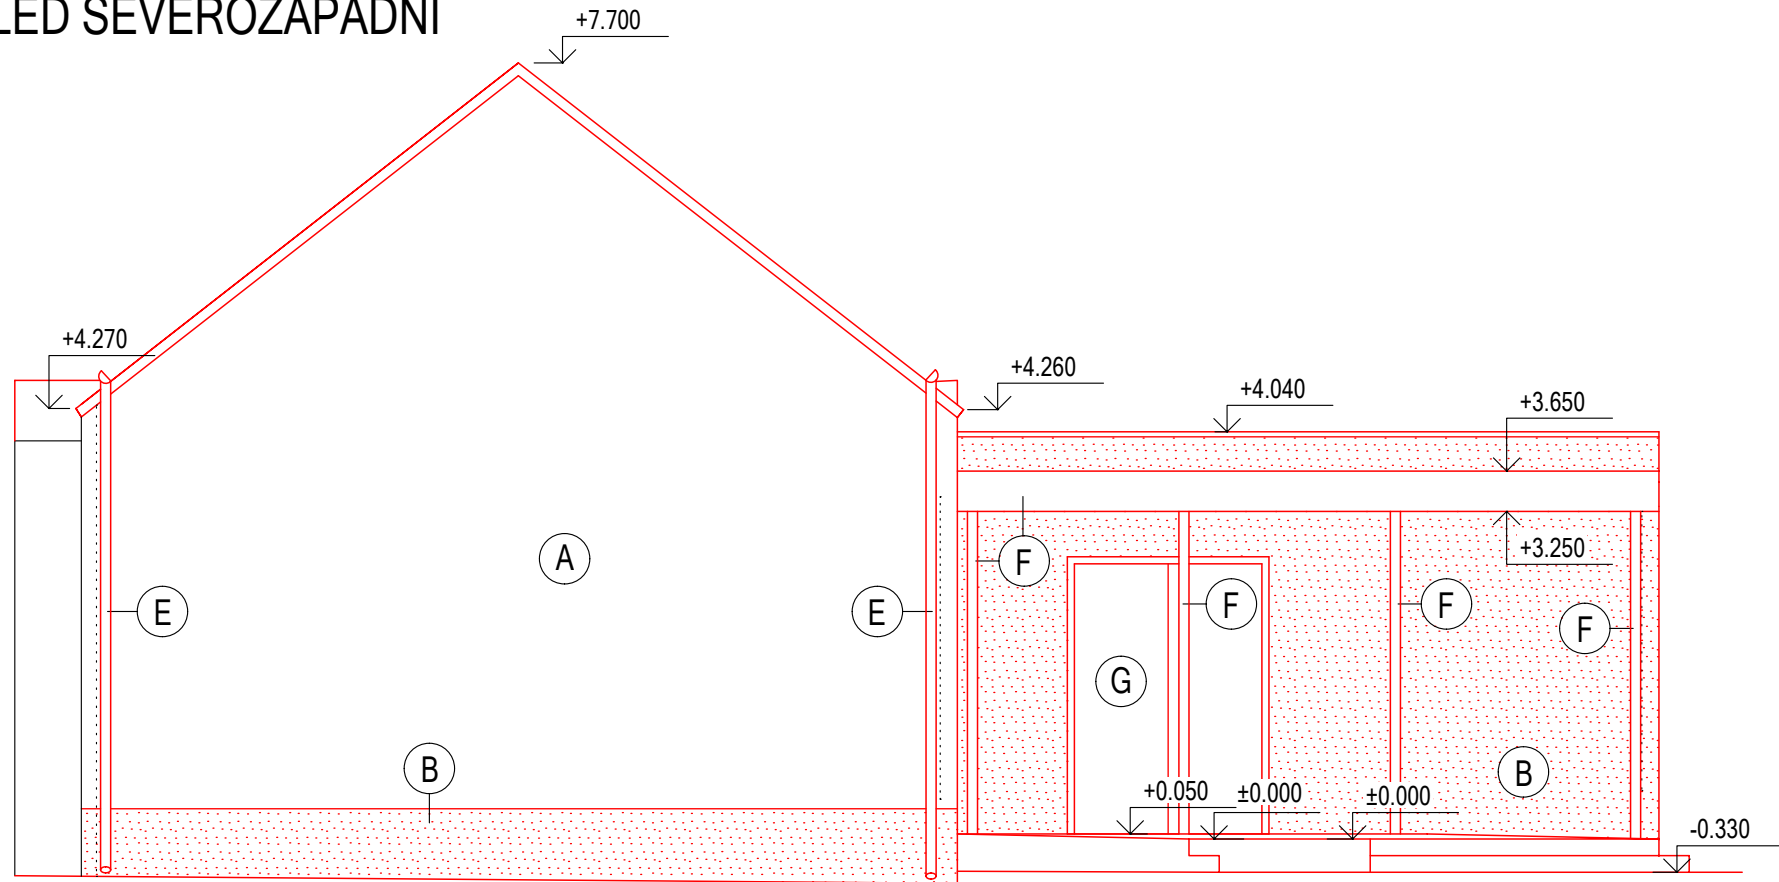 LED SEVEROZÁPADNÍ
+7.700
+4.270
+4.260
+4.040
+3.650
+3.250
A
F
E
E
F
F
F
G
B
B
+0.050
±0.000
±0.000
-0.330